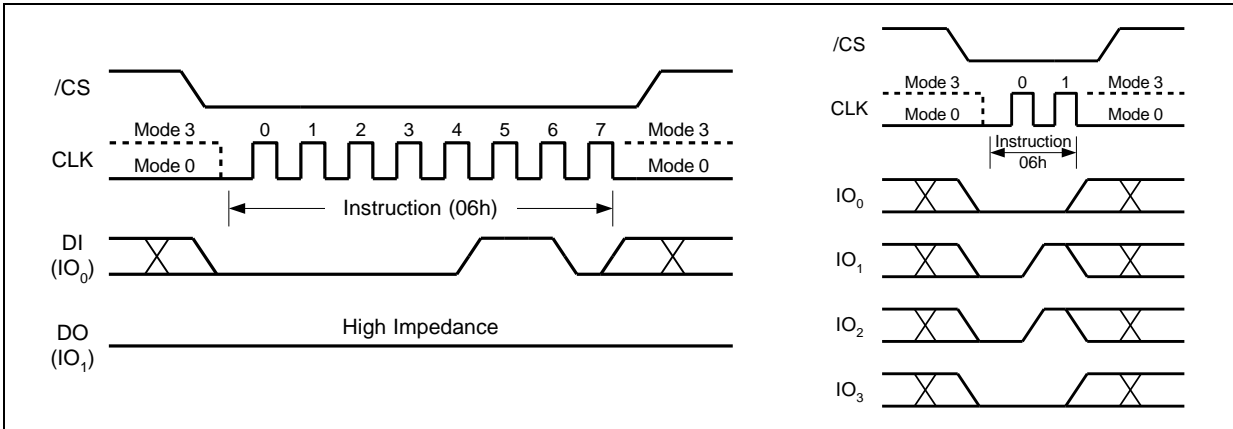 /CS
Mode 3
0 1 2 3 4 5 6 7
Mode 3
CLK
Mode 0
Mode 0
Instruction (06h)
DI
(IO₀)
High Impedance
DO
(IO₁)
/CS
Mode 3
0 1
Mode 3
CLK
Mode 0
Mode 0
Instruction
06h
IO₀
IO₁
IO₂
IO₃